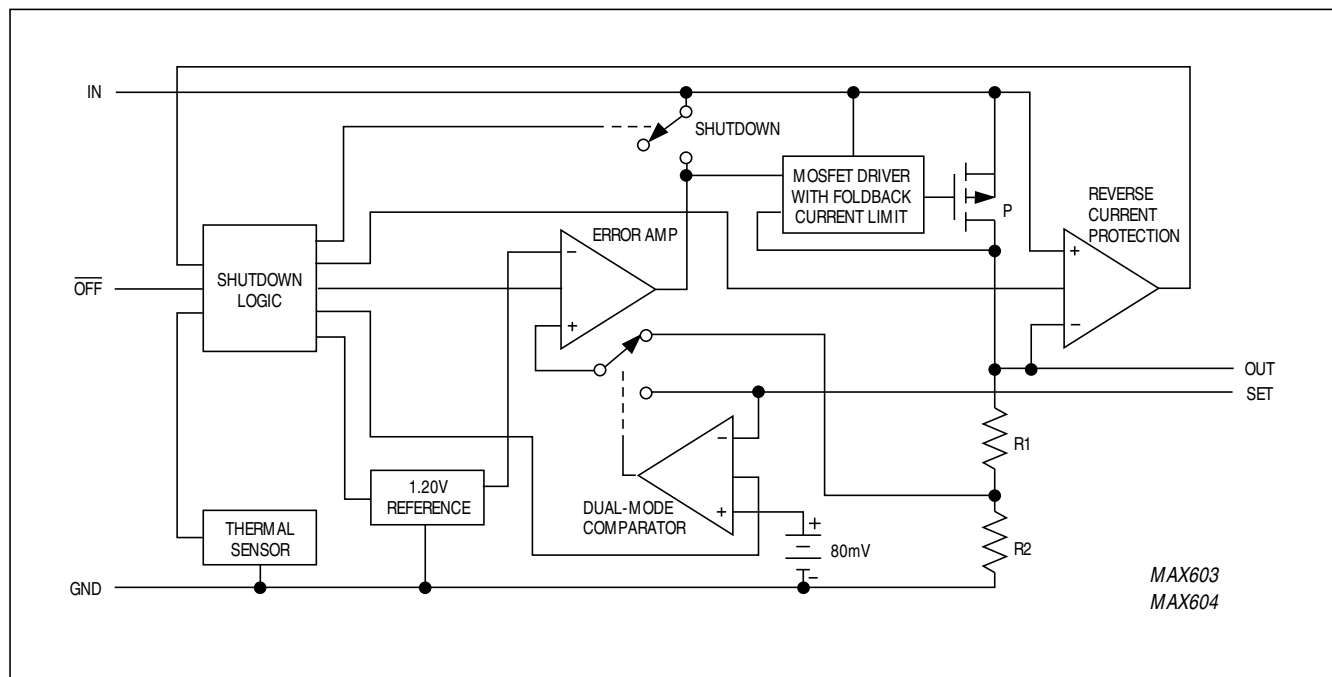 IN
SHUTDOWN
MOSFET DRIVER
WITH FOLDBACK
CURRENT LIMIT
P
REVERSE
CURRENT
PROTECTION
ERROR AMP
−
+
+
−
SHUTDOWN
LOGIC
O̅F̅F̅
OUT
SET
−
+
DUAL-MODE
COMPARATOR
+
−
80mV
R1
R2
1.20V
REFERENCE
THERMAL
SENSOR
GND
MAX603
MAX604